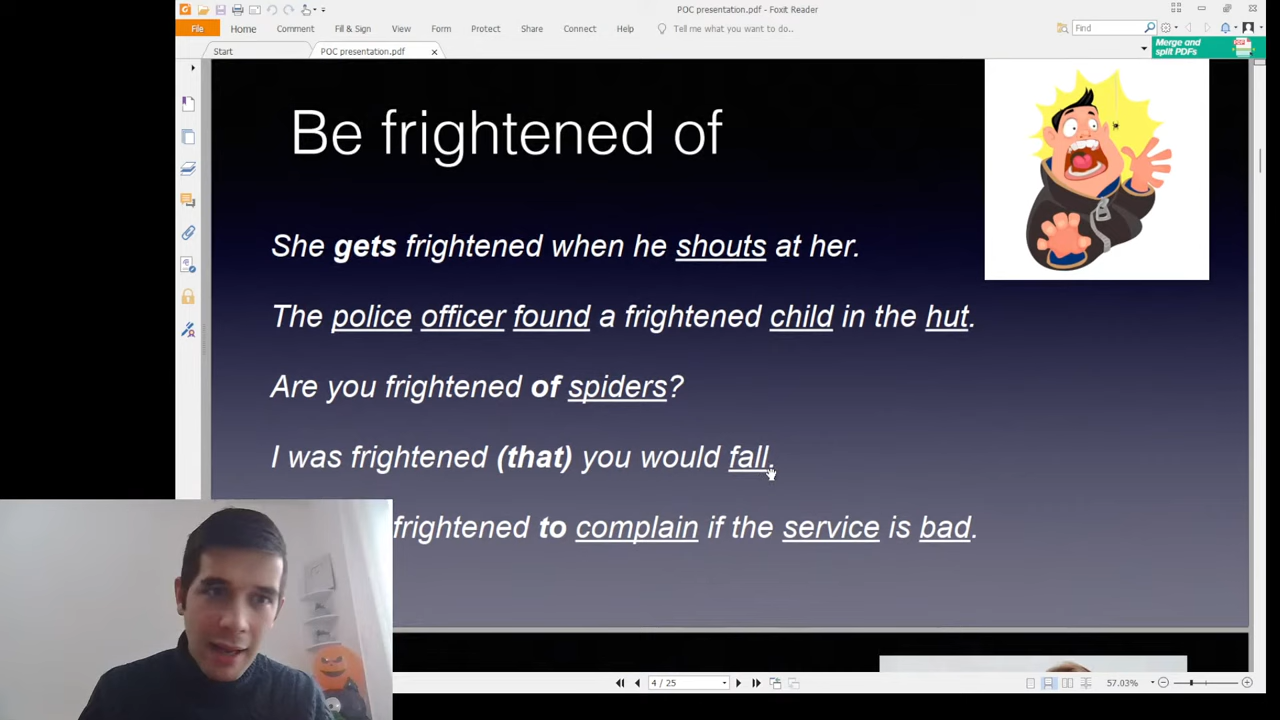 POC presentation.pdf - Foxit Reader
File Home Comment Fill & Sign View Form Protect Share Connect Help Tell me what you want to do.. Find
Start POC presentation.pdf
Merge and
split PDFs
Be frightened of
She gets frightened when he shouts at her.
The police officer found a frightened child in the hut.
Are you frightened of spiders?
I was frightened (that) you would fall.
frightened to complain if the service is bad.
4 / 25
57.03%